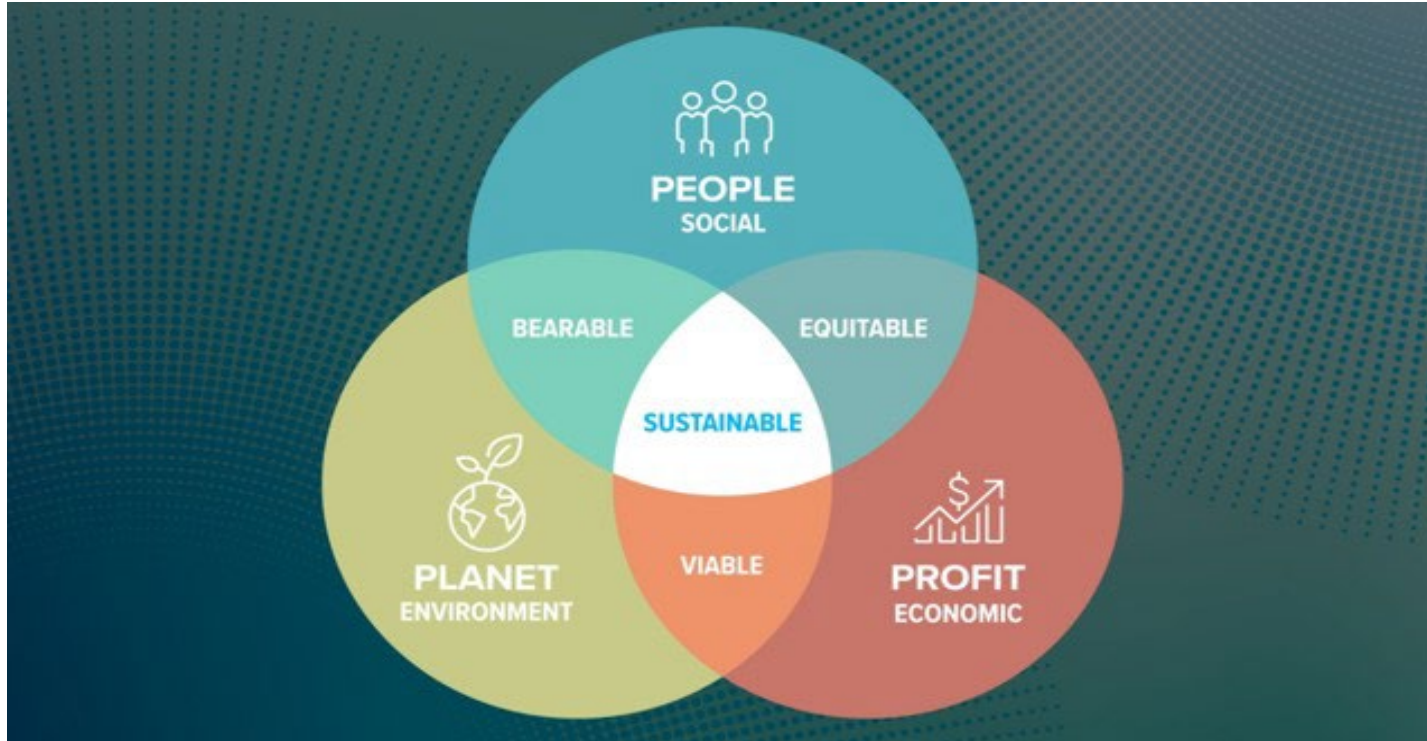 PEOPLE
SOCIAL
BEARABLE
EQUITABLE
SUSTAINABLE
$
PLANET
ENVIRONMENT
VIABLE
PROFIT
ECONOMIC